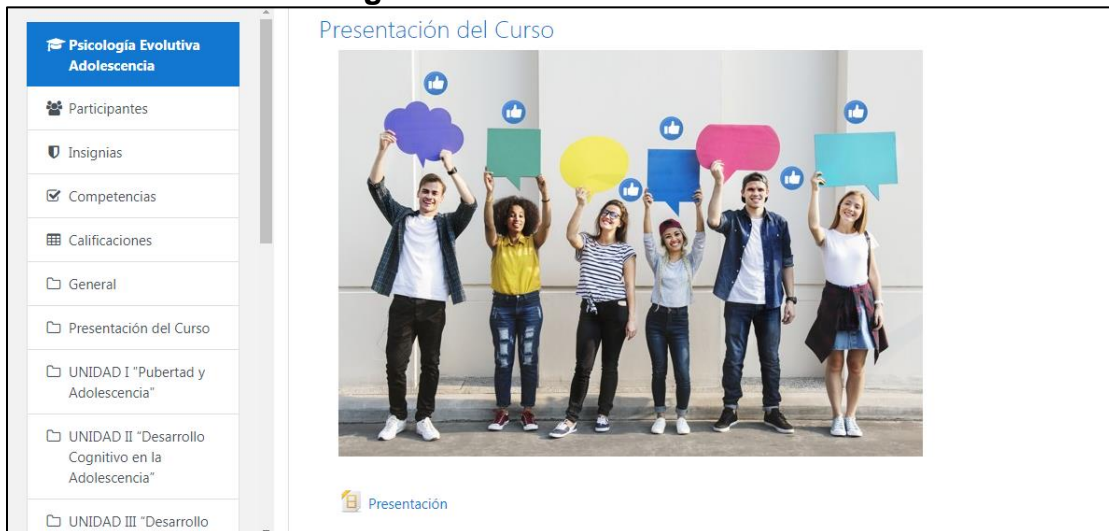 Psicología Evolutiva
Adolescencia
Participantes
Insignias
Competencias
Calificaciones
General
Presentación del Curso
UNIDAD I "Pubertad y
Adolescencia"
UNIDAD II "Desarrollo
Cognitivo en la
Adolescencia"
UNIDAD III "Desarrollo
Presentación del Curso
Presentación